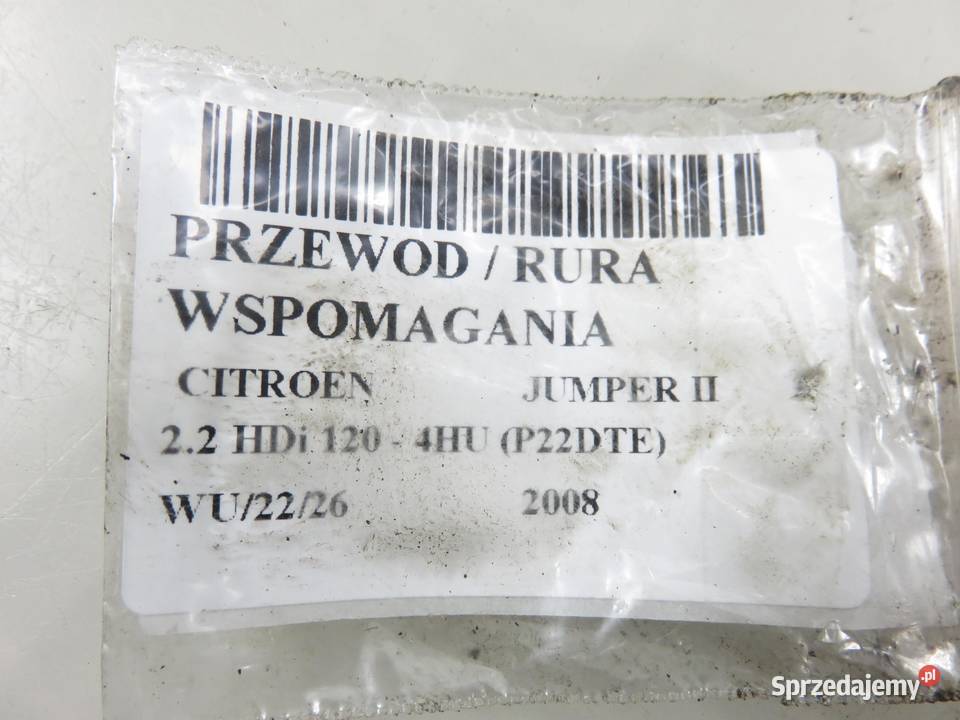 PRZEWOD / RURA
WSPOMAGANIA
CITROEN JUMPER II
2.2 HDi 120 - 4HU (P22DTE)
WU/22/26 2008
Sprzedajemy.pl